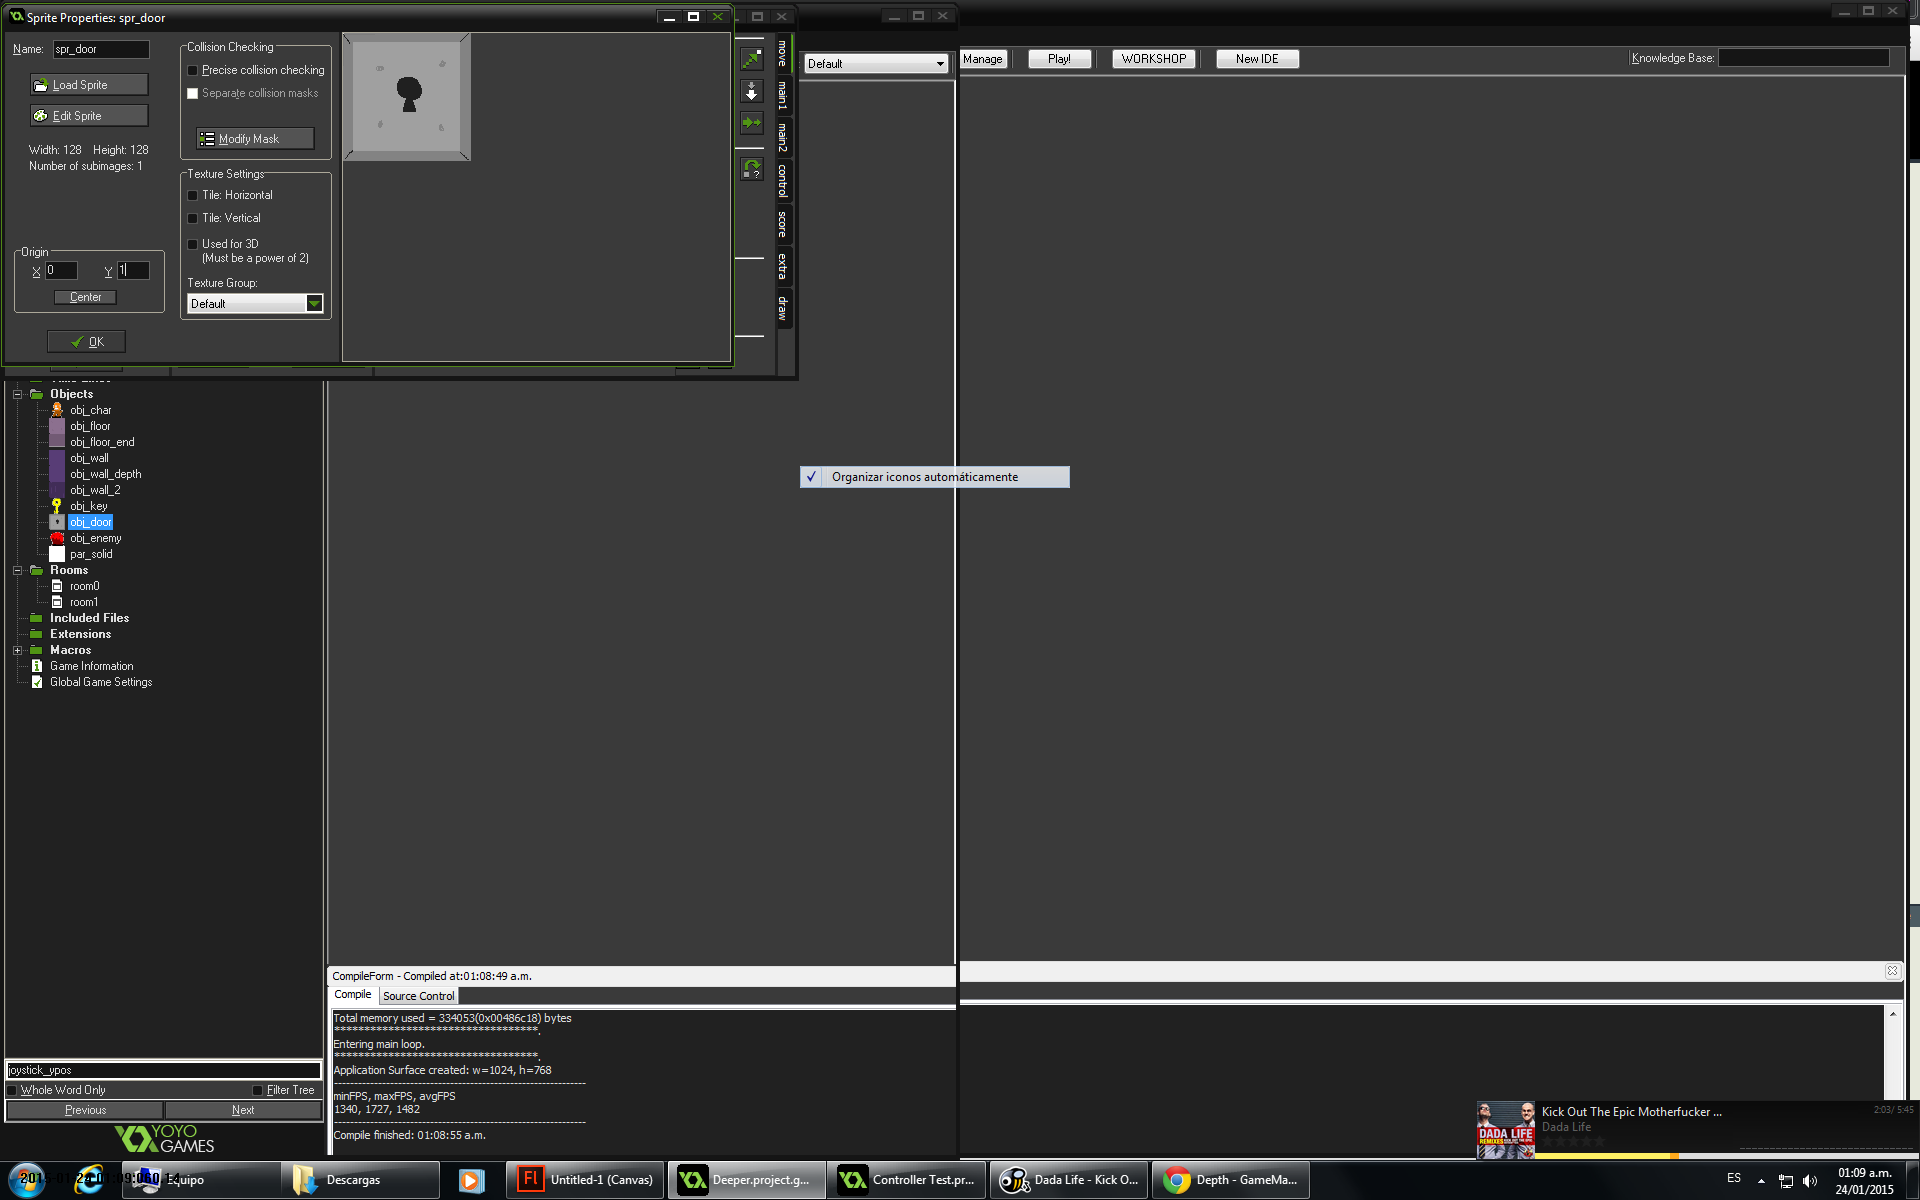 Sprite Properties: spr_door
Name: spr_door
Load Sprite
Edit Sprite
Width: 128 Height: 128
Number of subimages: 1
Origin
X 0 Y 1
Center
OK
Collision Checking
Precise collision checking
Separate collision masks
Modify Mask
Texture Settings
Tile: Horizontal
Tile: Vertical
Used for 3D
(Must be a power of 2)
Texture Group:
Default
move
main1
main2
control
score
extra
draw
Default
Manage
Play!
WORKSHOP
New IDE
Knowledge Base:
Objects
obj_char
obj_floor
obj_floor_end
obj_wall
obj_wall_depth
obj_wall_2
obj_key
obj_door
obj_enemy
par_solid
Rooms
room0
room1
Included Files
Extensions
Macros
Game Information
Global Game Settings
Organizar iconos automáticamente
joystick_ypos
Whole Word Only Filter Tree
Previous Next
YOYO
GAMES
CompileForm - Compiled at:01:08:49 a.m.
Compile Source Control
Total memory used = 334053(0x00486c18) bytes
**********************************.
Entering main loop.
**********************************.
Application Surface created: w=1024, h=768
---------------------------------------------------------------
minFPS, maxFPS, avgFPS
1340, 1727, 1482
---------------------------------------------------------------
Compile finished: 01:08:55 a.m.
DADA LIFE
Kick Out The Epic Motherfucker ...
Dada Life
2:03/ 5:45
Equipo
Descargas
Untitled-1 (Canvas)
Deeper.project.g...
Controller Test.pr...
Dada Life - Kick O...
Depth - GameMa...
ES
01:09 a.m.
24/01/2015